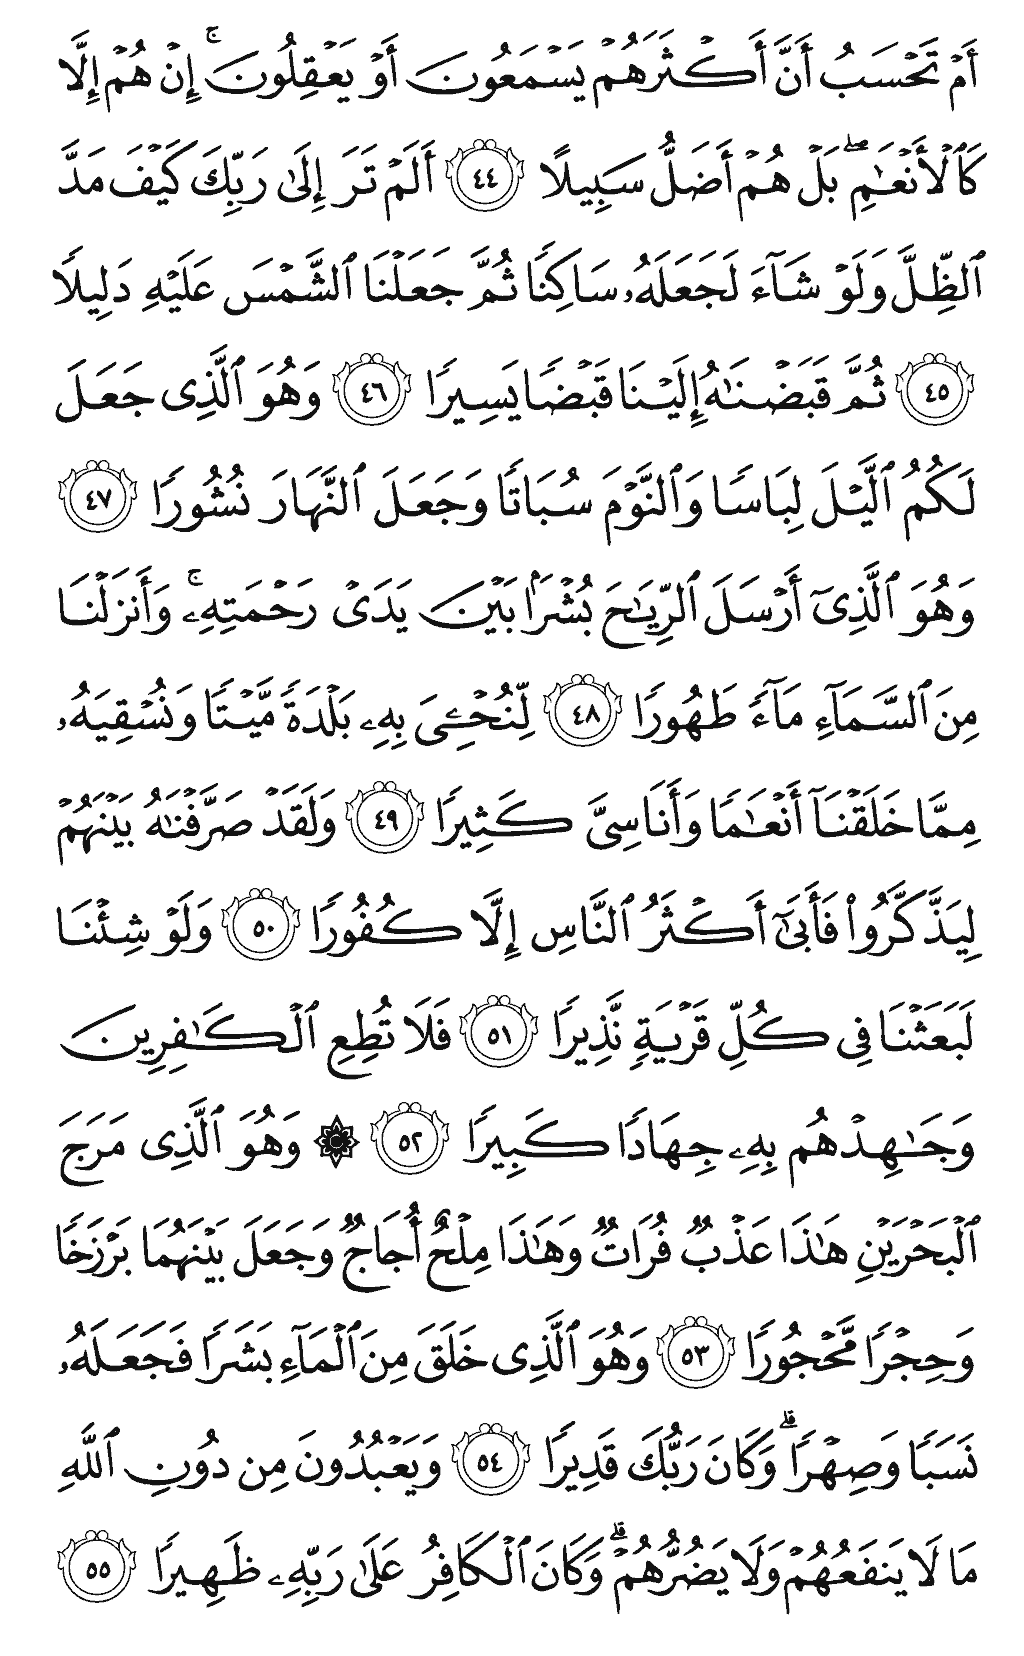 أَمْ تَحْسَبُ أَنَّ أَكْثَرَهُمْ يَسْمَعُونَ أَوْ يَعْقِلُونَ ۚ إِنْ هُمْ إِلَّا
كَٱلْأَنْعَٰمِ ۖ بَلْ هُمْ أَضَلُّ سَبِيلًا ٤٤ أَلَمْ تَرَ إِلَىٰ رَبِّكَ كَيْفَ مَدَّ
ٱلظِّلَّ وَلَوْ شَآءَ لَجَعَلَهُۥ سَاكِنًا ثُمَّ جَعَلْنَا ٱلشَّمْسَ عَلَيْهِ دَلِيلًا
٤٥ ثُمَّ قَبَضْنَٰهُ إِلَيْنَا قَبْضًا يَسِيرًا ٤٦ وَهُوَ ٱلَّذِى جَعَلَ
لَكُمُ ٱلَّيْلَ لِبَاسًا وَٱلنَّوْمَ سُبَاتًا وَجَعَلَ ٱلنَّهَارَ نُشُورًا ٤٧
وَهُوَ ٱلَّذِىٓ أَرْسَلَ ٱلرِّيَٰحَ بُشْرًۢا بَيْنَ يَدَىْ رَحْمَتِهِۦ ۚ وَأَنزَلْنَا
مِنَ ٱلسَّمَآءِ مَآءً طَهُورًا ٤٨ لِّنُحْۦِىَ بِهِۦ بَلْدَةً مَّيْتًا وَنُسْقِيَهُۥ
مِمَّا خَلَقْنَآ أَنْعَٰمًا وَأَنَاسِىَّ كَثِيرًا ٤٩ وَلَقَدْ صَرَّفْنَٰهُ بَيْنَهُمْ
لِيَذَّكَّرُوا۟ فَأَبَىٰٓ أَكْثَرُ ٱلنَّاسِ إِلَّا كُفُورًا ٥٠ وَلَوْ شِئْنَا
لَبَعَثْنَا فِى كُلِّ قَرْيَةٍ نَّذِيرًا ٥١ فَلَا تُطِعِ ٱلْكَٰفِرِينَ
وَجَٰهِدْهُم بِهِۦ جِهَادًا كَبِيرًا ٥٢ ۞ وَهُوَ ٱلَّذِى مَرَجَ
ٱلْبَحْرَيْنِ هَٰذَا عَذْبٌ فُرَاتٌ وَهَٰذَا مِلْحٌ أُجَاجٌ وَجَعَلَ بَيْنَهُمَا بَرْزَخًا
وَحِجْرًا مَّحْجُورًا ٥٣ وَهُوَ ٱلَّذِى خَلَقَ مِنَ ٱلْمَآءِ بَشَرًا فَجَعَلَهُۥ
نَسَبًا وَصِهْرًا ۗ وَكَانَ رَبُّكَ قَدِيرًا ٥٤ وَيَعْبُدُونَ مِن دُونِ ٱللَّهِ
مَا لَا يَنفَعُهُمْ وَلَا يَضُرُّهُمْ ۗ وَكَانَ ٱلْكَافِرُ عَلَىٰ رَبِّهِۦ ظَهِيرًا ٥٥